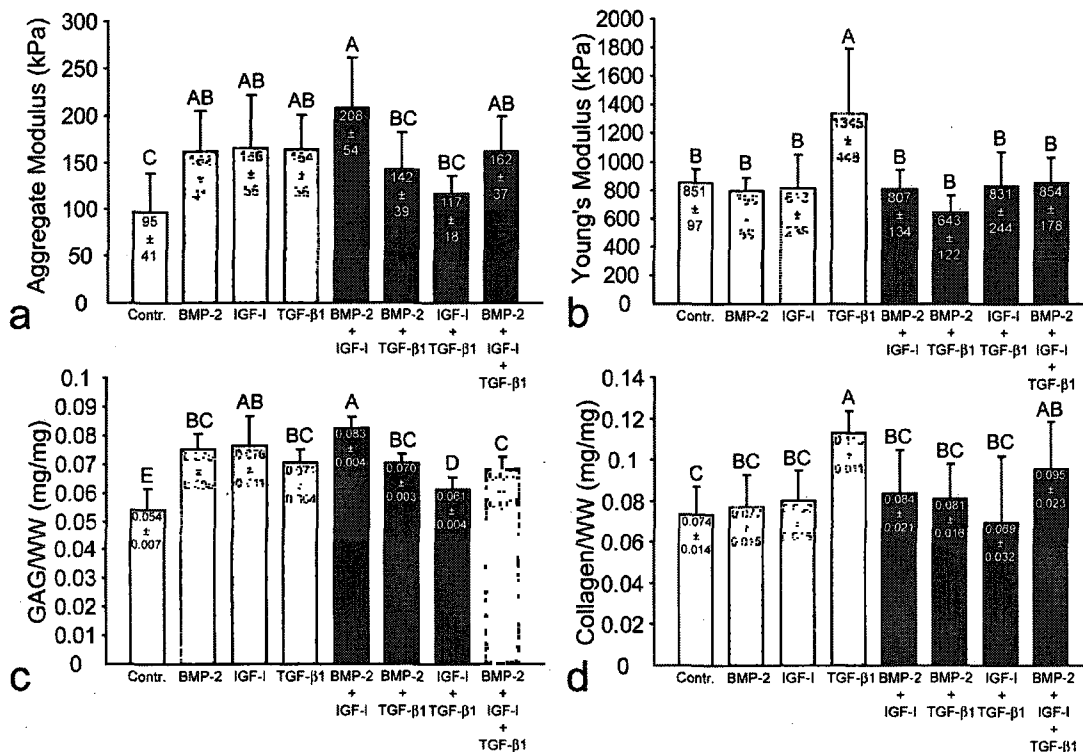 Aggregate Modulus (kPa)
300
250
200
150
100
50
0
C
AB
AB
AB
A
BC
BC
AB
95
±
41
±
±
±
208
±
54
142
±
39
117
±
18
162
±
37
a
Contr.
BMP-2
IGF-I
TGF-β1
BMP-2
+
IGF-I
BMP-2
+
TGF-β1
IGF-I
+
TGF-β1
BMP-2
+
IGF-I
+
TGF-β1
Young's Modulus (kPa)
2000
1800
1600
1400
1200
1000
800
600
400
200
0
B
B
B
A
B
B
B
B
851
±
97
±
1345
±
448
807
±
134
643
±
122
831
±
244
854
±
178
b
Contr.
BMP-2
IGF-I
TGF-β1
BMP-2
+
IGF-I
BMP-2
+
TGF-β1
IGF-I
+
TGF-β1
BMP-2
+
IGF-I
+
TGF-β1
GAG/WW (mg/mg)
0.1
0.09
0.08
0.07
0.06
0.05
0.04
0.03
0.02
0.01
0
E
BC
AB
BC
A
BC
D
C
0.054
±
0.007
0.076
±
0.011
0.071
±
0.004
0.083
±
0.004
0.070
±
0.003
0.061
±
0.004
c
Contr.
BMP-2
IGF-I
TGF-β1
BMP-2
+
IGF-I
BMP-2
+
TGF-β1
IGF-I
+
TGF-β1
BMP-2
+
IGF-I
+
TGF-β1
Collagen/WW (mg/mg)
0.14
0.12
0.1
0.08
0.06
0.04
0.02
0
C
BC
BC
A
BC
BC
BC
AB
0.074
±
0.014
±
±
±
0.011
0.084
±
0.021
0.081
±
0.069
±
0.032
0.095
±
0.023
d
Contr.
BMP-2
IGF-I
TGF-β1
BMP-2
+
IGF-I
BMP-2
+
TGF-β1
IGF-I
+
TGF-β1
BMP-2
+
IGF-I
+
TGF-β1